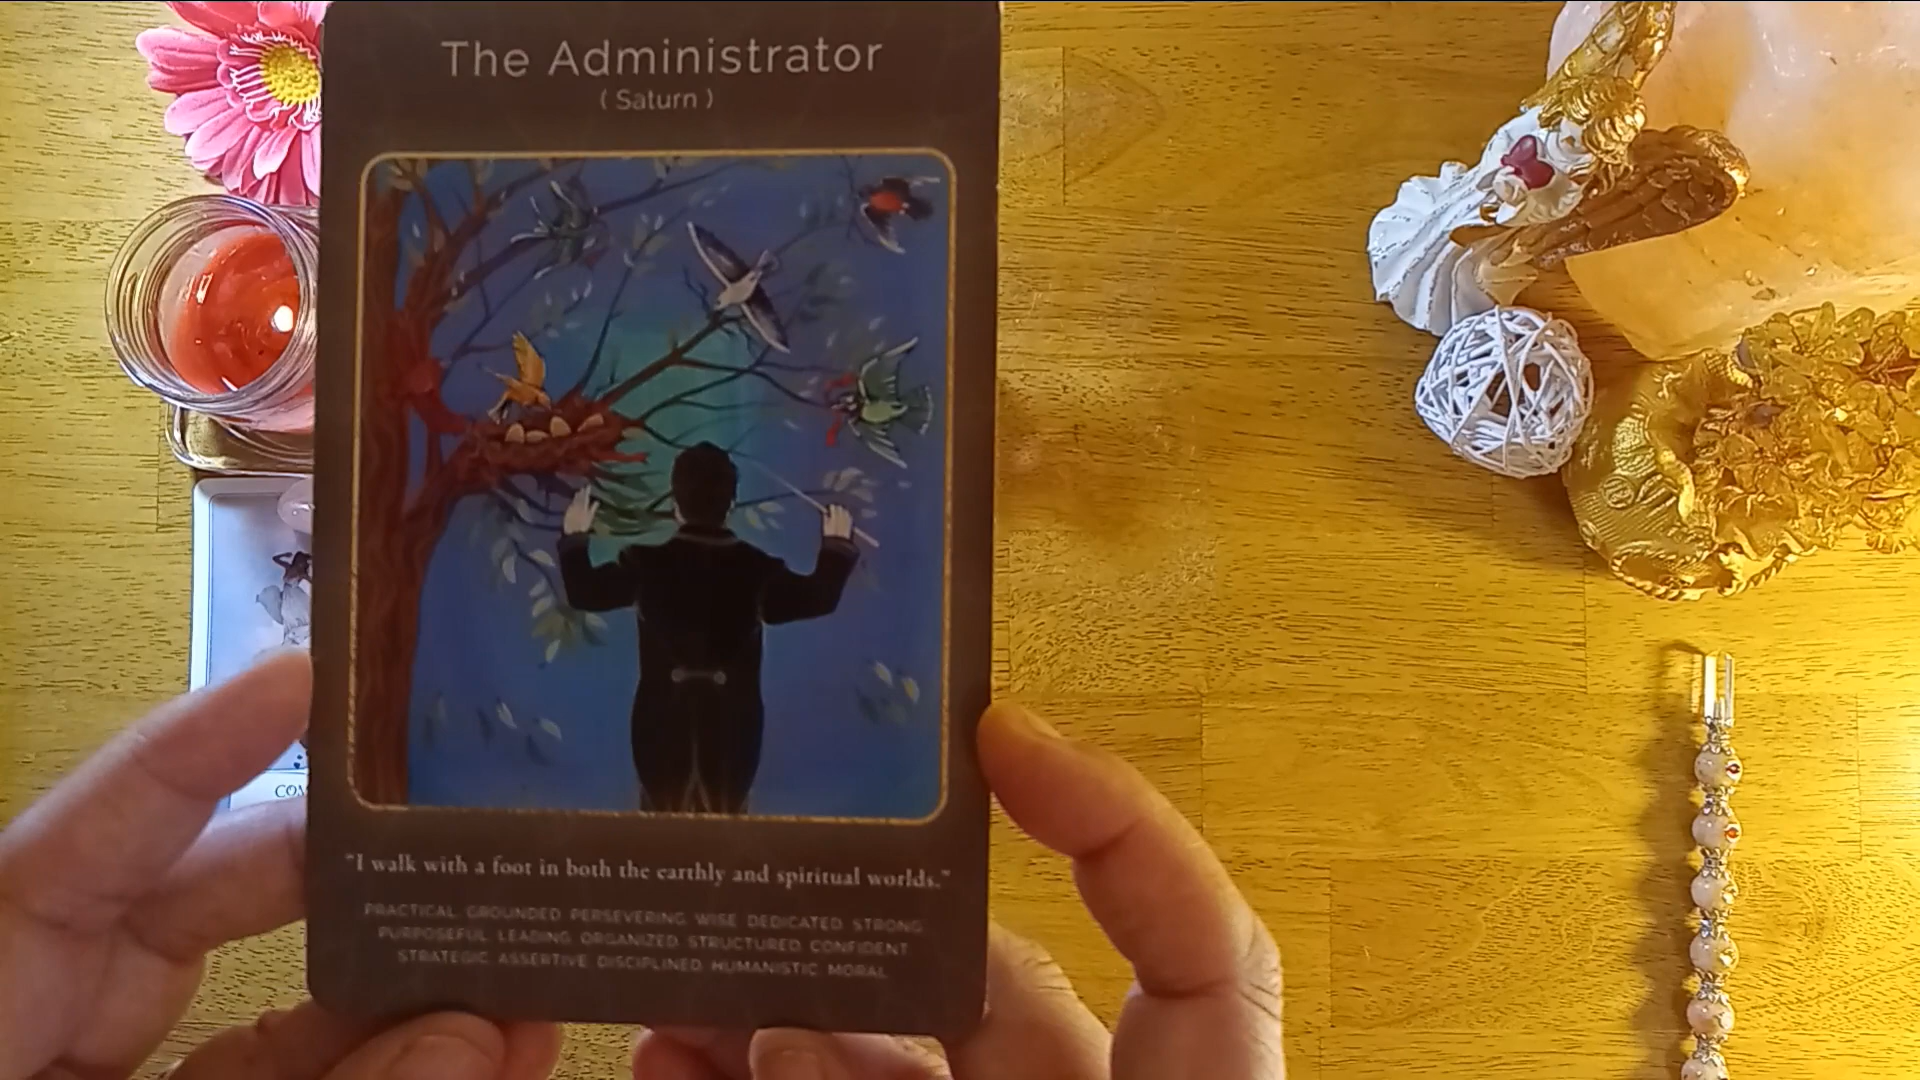 The Administrator
( Saturn )
"I walk with a foot in both the earthly and spiritual worlds."
PRACTICAL GROUNDED PERSEVERING WISE DEDICATED STRONG
PURPOSEFUL LEADING ORGANIZED STRUCTURED CONFIDENT
STRATEGIC ASSERTIVE DISCIPLINED HUMANISTIC MORAL